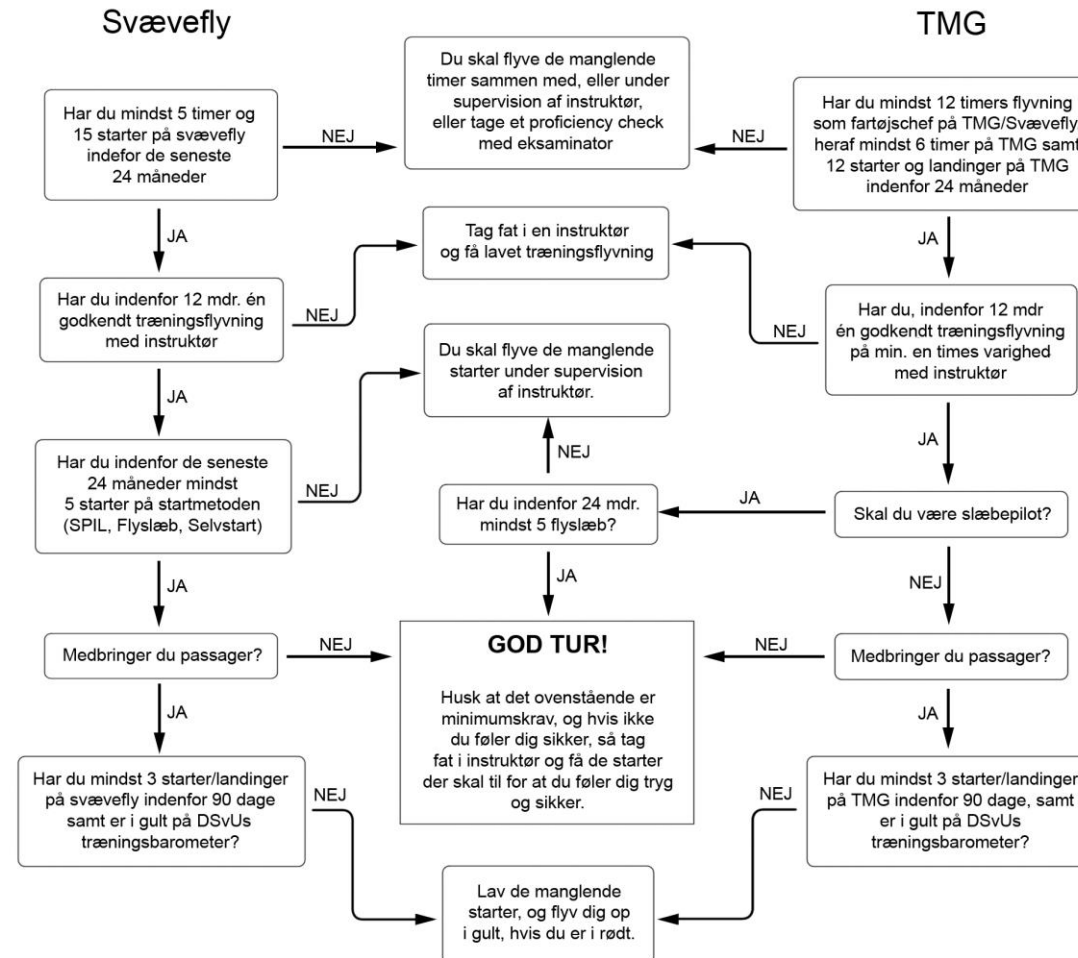 Svævefly
TMG
Du skal flyve de manglende
timer sammen med, eller under
supervision af instruktør,
eller tage et proficiency check
med eksaminator
Har du mindst 5 timer og
15 starter på svævefly
indefor de seneste
24 måneder
NEJ
NEJ
Har du mindst 12 timers flyvning
som fartøjschef på TMG/Svævefly
heraf mindst 6 timer på TMG samt
12 starter og landinger på TMG
indenfor 24 måneder
JA
JA
Tag fat i en instruktør
og få lavet træningsflyvning
Har du indenfor 12 mdr. én
godkendt træningsflyvning
med instruktør
NEJ
NEJ
Har du, indenfor 12 mdr
én godkendt træningsflyvning
på min. en times varighed
med instruktør
Du skal flyve de manglende
starter under supervision
af instruktør.
JA
JA
Har du indenfor de seneste
24 måneder mindst
5 starter på startmetoden
(SPIL, Flyslæb, Selvstart)
NEJ
NEJ
Har du indenfor 24 mdr.
mindst 5 flyslæb?
JA
Skal du være slæbepilot?
JA
JA
NEJ
Medbringer du passager?
NEJ
GOD TUR!
Husk at det ovenstående er
minimumskrav, og hvis ikke
du føler dig sikker, så tag
fat i instruktør og få de starter
der skal til for at du føler dig tryg
og sikker.
NEJ
Medbringer du passager?
JA
JA
Har du mindst 3 starter/landinger
på svævefly indenfor 90 dage
samt er i gult på DSvUs
træningsbarometer?
NEJ
NEJ
Har du mindst 3 starter/landinger
på TMG indenfor 90 dage, samt
er i gult på DSvUs
træningsbarometer?
Lav de manglende
starter, og flyv dig op
i gult, hvis du er i rødt.